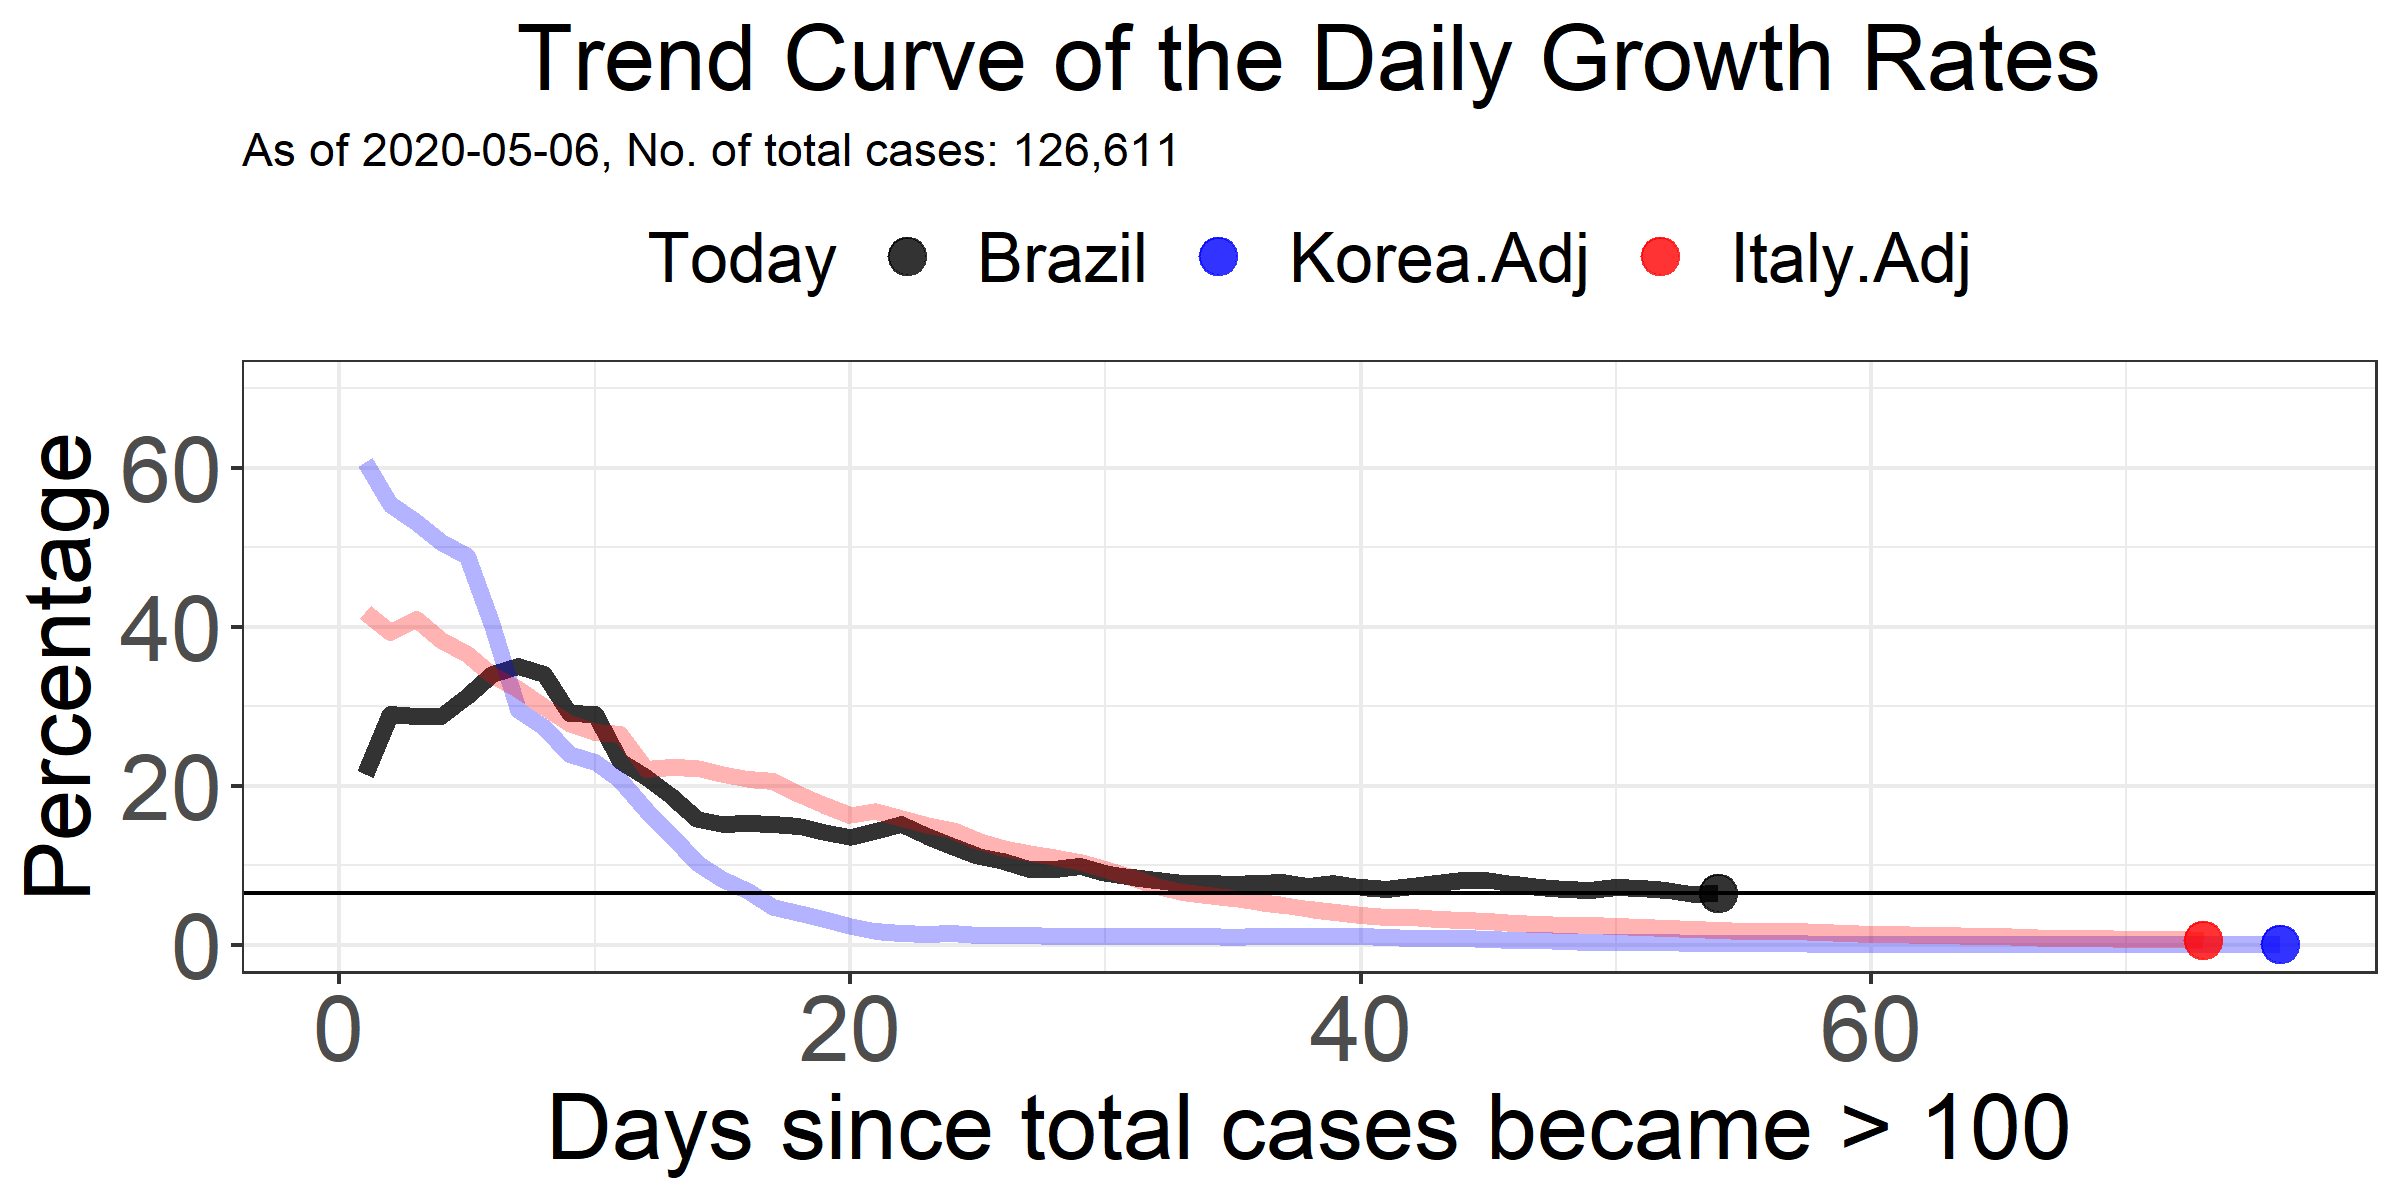 Trend Curve of the Daily Growth Rates
As of 2020-05-06, No. of total cases: 126,611
Today Brazil Korea.Adj Italy.Adj
Percentage
60
40
20
0
0 20 40 60
Days since total cases became > 100